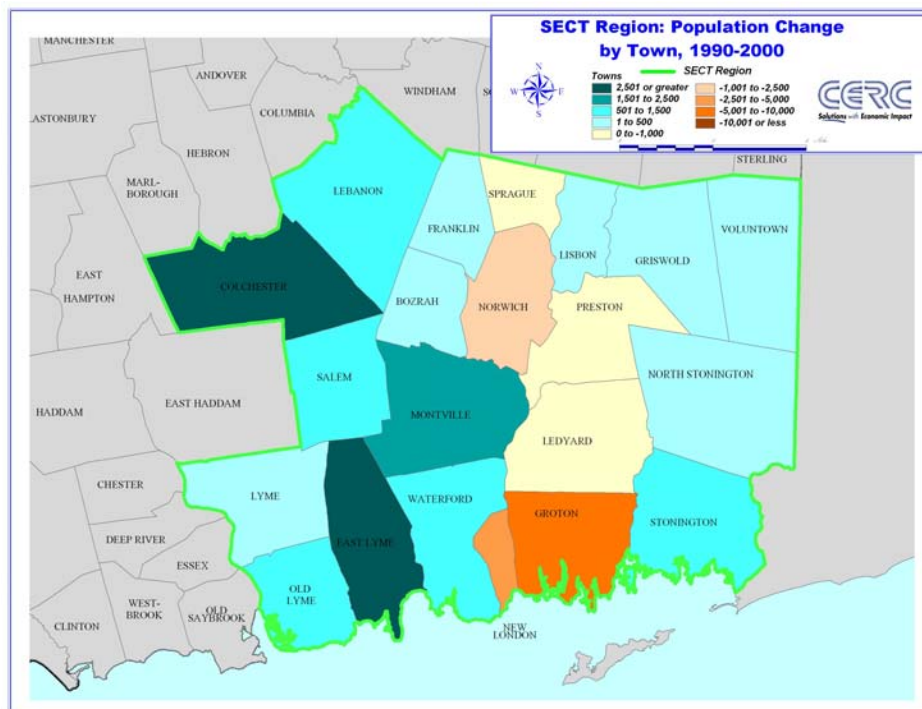 SECT Region: Population Change
by Town, 1990-2000
N
W
S
Towns
SECT Region
2,501 or greater
1,501 to 2,500
501 to 1,500
1 to 500
0 to -1,000
-1,001 to -2,500
-2,501 to -5,000
-5,001 to -10,000
-10,001 or less
CERC
Solutions with Economic Impact
MANCHESTER
ANDOVER
WINDHAM
COLUMBIA
LASTONBURY
HEBRON
STERLING
MARL-
BOROUGH
LEBANON
SPRAGUE
FRANKLIN
VOLUNTOWN
LISBON
GRISWOLD
EAST
HAMPTON
COLCHESTER
BOZRAH
NORWICH
PRESTON
SALEM
NORTH STONINGTON
HADDAM
EAST HADDAM
MONTVILLE
LEDYARD
CHESTER
LYME
WATERFORD
GROTON
STONINGTON
DEEP RIVER
EAST LYME
ESSEX
OLD
LYME
WEST-
BROOK
OLD
SAYBROOK
CLINTON
NEW
LONDON